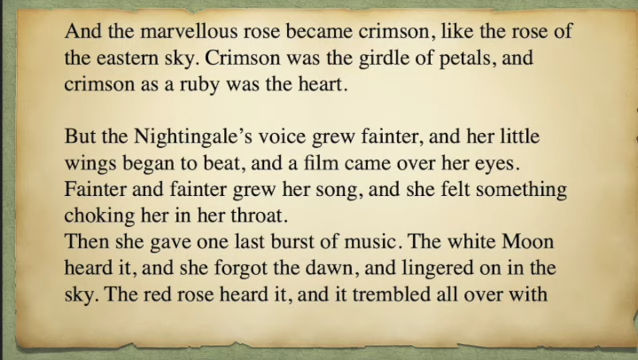 And the marvellous rose became crimson, like the rose of
the eastern sky. Crimson was the girdle of petals, and
crimson as a ruby was the heart.
But the Nightingale’s voice grew fainter, and her little
wings began to beat, and a film came over her eyes.
Fainter and fainter grew her song, and she felt something
choking her in her throat.
Then she gave one last burst of music. The white Moon
heard it, and she forgot the dawn, and lingered on in the
sky. The red rose heard it, and it trembled all over with